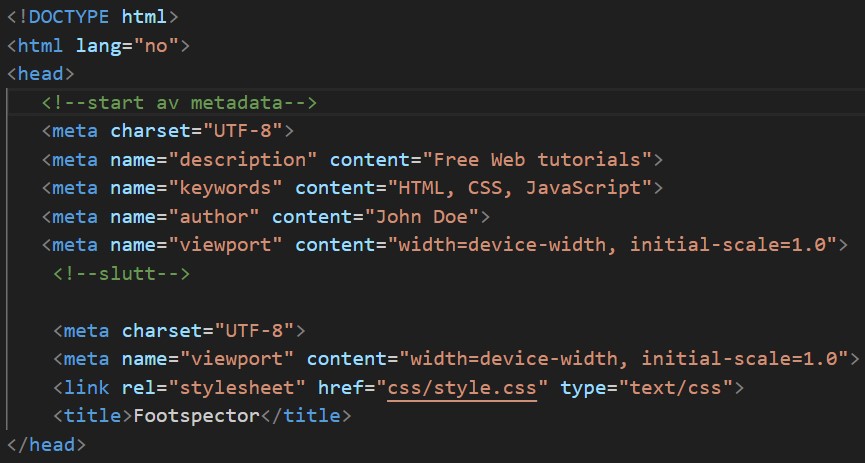 <!DOCTYPE html>
<html lang="no">
<head>
<!--start av metadata-->
<meta charset="UTF-8">
<meta name="description" content="Free Web tutorials">
<meta name="keywords" content="HTML, CSS, JavaScript">
<meta name="author" content="John Doe">
<meta name="viewport" content="width=device-width, initial-scale=1.0">
<!--slutt-->
<meta charset="UTF-8">
<meta name="viewport" content="width=device-width, initial-scale=1.0">
<link rel="stylesheet" href="css/style.css" type="text/css">
<title>Footspector</title>
</head>